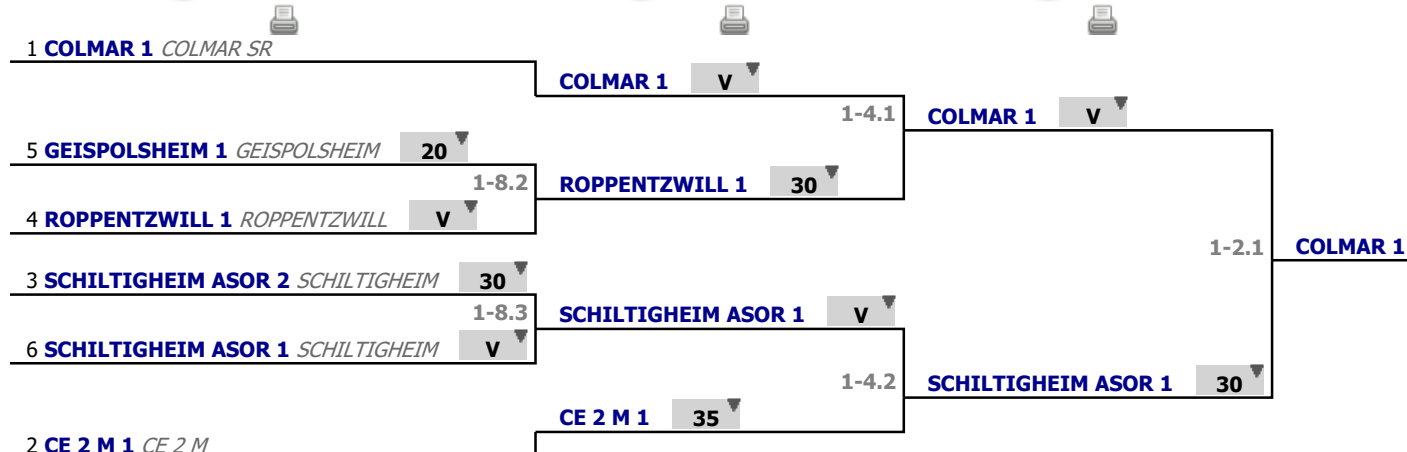 1 COLMAR 1 COLMAR SR
COLMAR 1 V
1-4.1
COLMAR 1 V
5 GEISPOLSHEIM 1 GEISPOLSHEIM 20
1-8.2
ROPPENTZWILL 1 30
4 ROPPENTZWILL 1 ROPPENTZWILL V
1-2.1
COLMAR 1
3 SCHILTIGHEIM ASOR 2 SCHILTIGHEIM 30
1-8.3
SCHILTIGHEIM ASOR 1 V
6 SCHILTIGHEIM ASOR 1 SCHILTIGHEIM V
1-4.2
SCHILTIGHEIM ASOR 1 30
CE 2 M 1 35
2 CE 2 M 1 CE 2 M